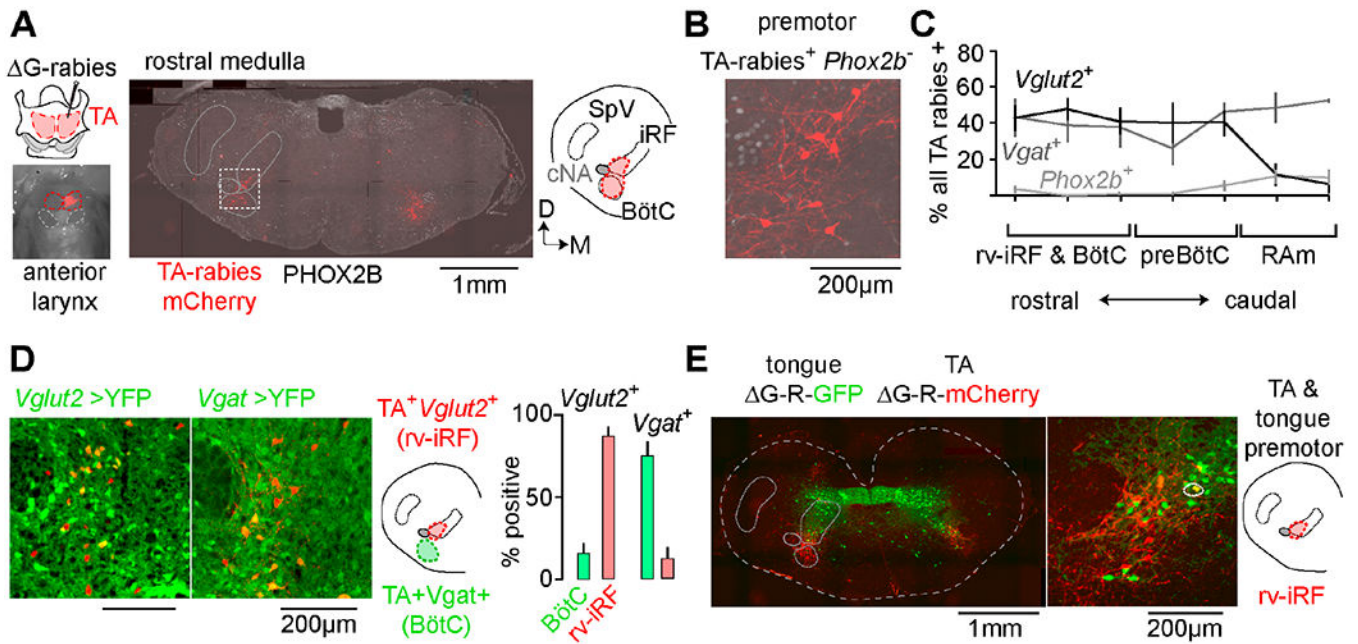 A
ΔG-rabies
TA
anterior
larynx
rostral medulla
TA-rabies
mCherry
PHOX2B
1mm
SpV
iRF
cNA
BötC
D
M
B
premotor
TA-rabies+ Phox2b-
200µm
C
% all TA rabies +
80
60
40
20
Vglut2+
Vgat+
Phox2b+
rv-iRF & BötC
preBötC
RAm
rostral
caudal
D
Vglut2 >YFP
Vgat >YFP
200µm
TA+Vglut2+
(rv-iRF)
TA+Vgat+
(BötC)
% positive
100
50
0
Vglut2+
Vgat+
BötC
rv-iRF
E
tongue
ΔG-R-GFP
TA
ΔG-R-mCherry
1mm
200µm
TA &
tongue
premotor
rv-iRF